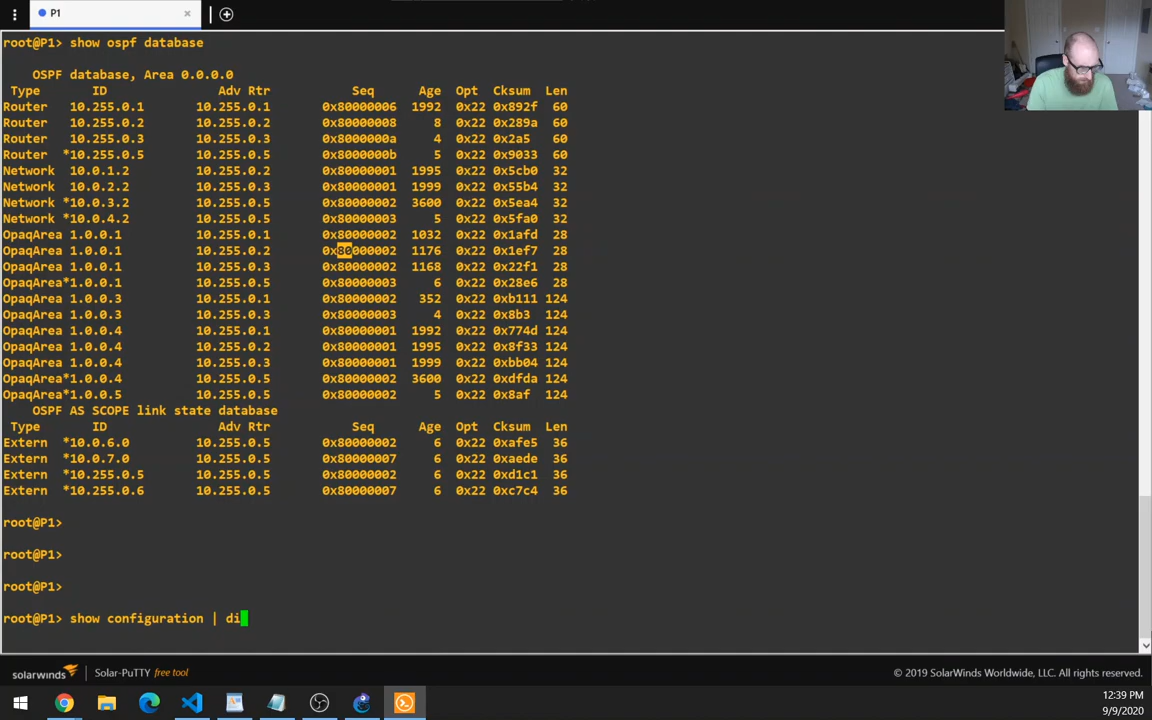 P1
root@P1> show ospf database
OSPF database, Area 0.0.0.0
Type ID Adv Rtr Seq Age Opt Cksum Len
Router 10.255.0.1 10.255.0.1 0x80000006 1992 0x22 0x892f 60
Router 10.255.0.2 10.255.0.2 0x80000008 8 0x22 0x289a 60
Router 10.255.0.3 10.255.0.3 0x8000000a 4 0x22 0x2a5 60
Router *10.255.0.5 10.255.0.5 0x8000000b 5 0x22 0x9033 60
Network 10.0.1.2 10.255.0.2 0x80000001 1995 0x22 0x5cb0 32
Network 10.0.2.2 10.255.0.3 0x80000001 1999 0x22 0x55b4 32
Network *10.0.3.2 10.255.0.5 0x80000002 3600 0x22 0x5ea4 32
Network *10.0.4.2 10.255.0.5 0x80000003 5 0x22 0x5fa0 32
OpaqArea 1.0.0.1 10.255.0.1 0x80000002 1032 0x22 0x1afd 28
OpaqArea 1.0.0.1 10.255.0.2 0x80000002 1176 0x22 0x1ef7 28
OpaqArea 1.0.0.1 10.255.0.3 0x80000002 1168 0x22 0x22f1 28
OpaqArea*1.0.0.1 10.255.0.5 0x80000003 6 0x22 0x28e6 28
OpaqArea 1.0.0.3 10.255.0.1 0x80000002 352 0x22 0xb111 124
OpaqArea 1.0.0.3 10.255.0.3 0x80000003 4 0x22 0x8b3 124
OpaqArea 1.0.0.4 10.255.0.1 0x80000001 1992 0x22 0x774d 124
OpaqArea 1.0.0.4 10.255.0.2 0x80000001 1995 0x22 0x8f33 124
OpaqArea 1.0.0.4 10.255.0.3 0x80000001 1999 0x22 0xbb04 124
OpaqArea*1.0.0.4 10.255.0.5 0x80000002 3600 0x22 0xdfda 124
OpaqArea*1.0.0.5 10.255.0.5 0x80000002 5 0x22 0x8af 124
OSPF AS SCOPE link state database
Type ID Adv Rtr Seq Age Opt Cksum Len
Extern *10.0.6.0 10.255.0.5 0x80000002 6 0x22 0xafe5 36
Extern *10.0.7.0 10.255.0.5 0x80000007 6 0x22 0xaede 36
Extern *10.255.0.5 10.255.0.5 0x80000002 6 0x22 0xd1c1 36
Extern *10.255.0.6 10.255.0.5 0x80000007 6 0x22 0xc7c4 36
root@P1>
root@P1>
root@P1>
root@P1> show configuration | di
solarwinds Solar-PuTTY free tool © 2019 SolarWinds Worldwide, LLC. All rights reserved.
12:39 PM
9/9/2020